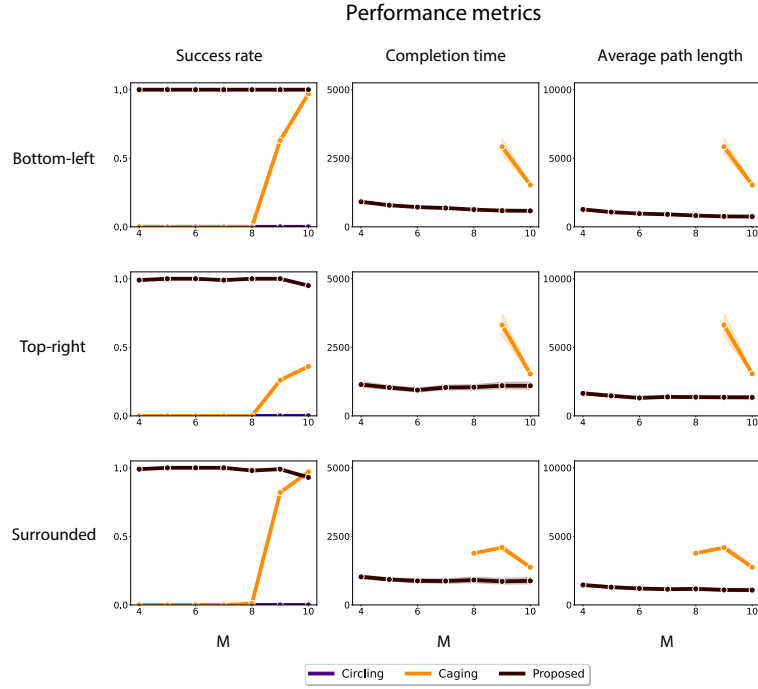 Performance metrics
Success rate Completion time Average path length
Bottom-left
1,0
0.5
0,0
4 6 8 10
5000
2500
0
4 6 8 10
10000
5000
0
4 6 8 10
Top-right
1,0
0.5
0,0
4 6 8 10
5000
2500
0
4 6 8 10
10000
5000
0
4 6 8 10
Surrounded
1,0
0.5
0,0
4 6 8 10
5000
2500
0
4 6 8 10
10000
5000
0
4 6 8 10
M M M
Circling Caging Proposed